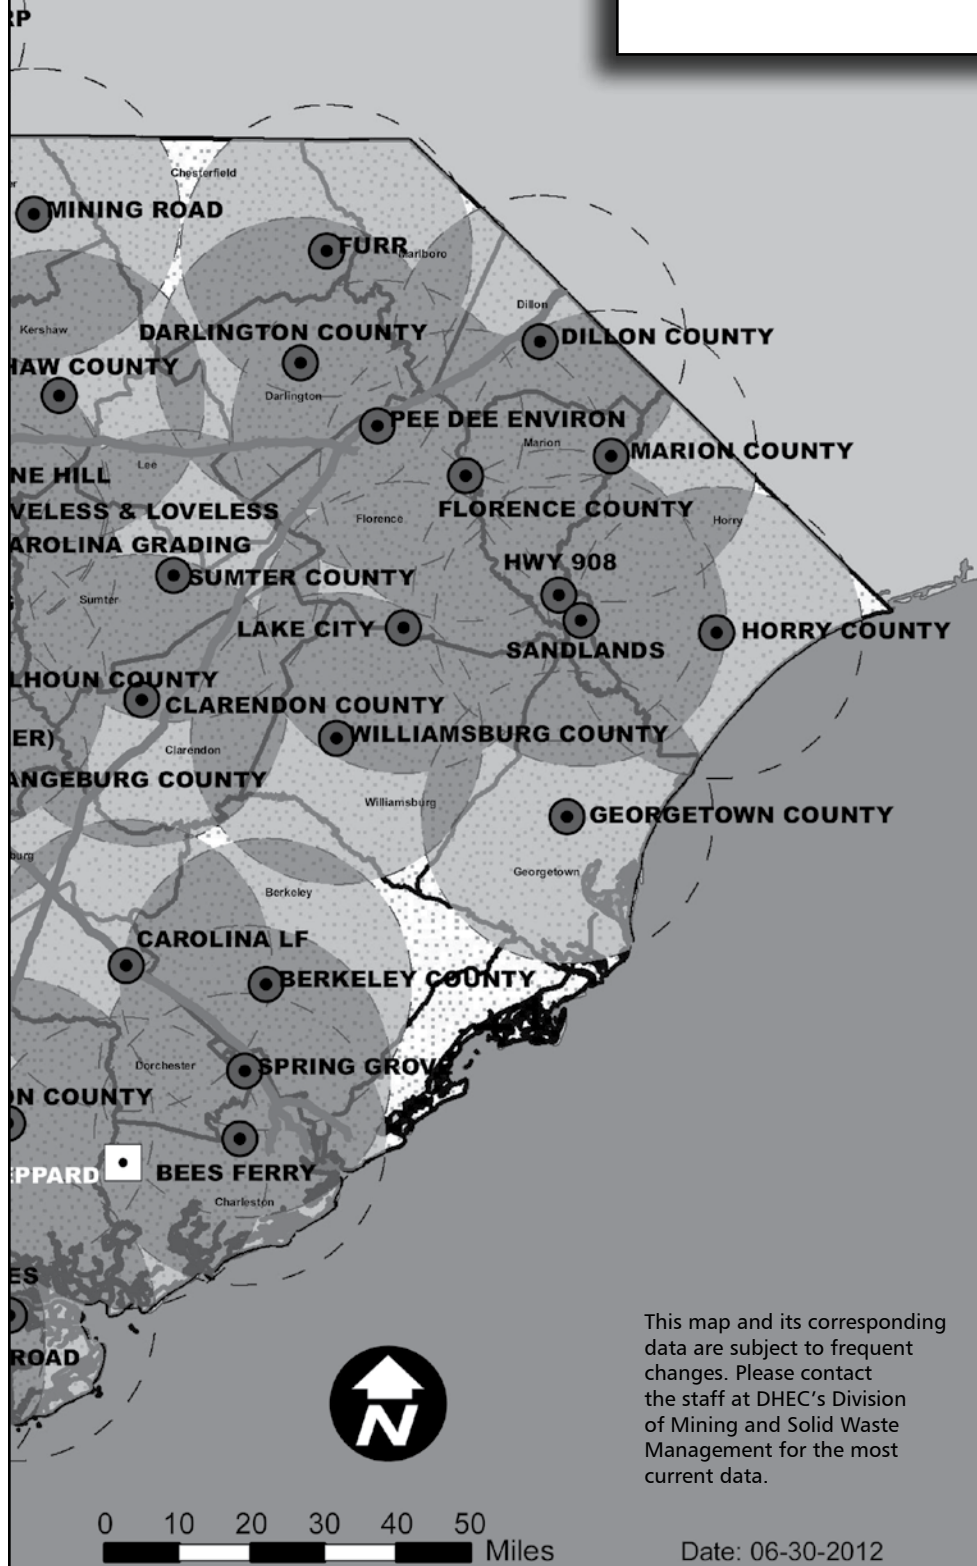 RP
Chesterfield
er
MINING ROAD
FURR
Marlboro
Dillon
Kershaw
DARLINGTON COUNTY
DILLON COUNTY
HAW COUNTY
Darlington
PEE DEE ENVIRON
Marion
MARION COUNTY
Lee
NE HILL
VELESS & LOVELESS
FLORENCE COUNTY
Florence
Horry
AROLINA GRADING
HWY 908
SUMTER COUNTY
Sumter
LAKE CITY
HORRY COUNTY
SANDLANDS
LHOUN COUNTY
CLARENDON COUNTY
ER)
WILLIAMSBURG COUNTY
Clarendon
ANGEBURG COUNTY
Williamsburg
GEORGETOWN COUNTY
burg
Georgetown
Berkeley
CAROLINA LF
BERKELEY COUNTY
Dorchester
SPRING GROVE
ON COUNTY
EPPARD
BEES FERRY
Charleston
ES
ROAD
This map and its corresponding
data are subject to frequent
changes. Please contact
the staff at DHEC's Division
of Mining and Solid Waste
Management for the most
current data.
N
0 10 20 30 40 50
Miles
Date: 06-30-2012